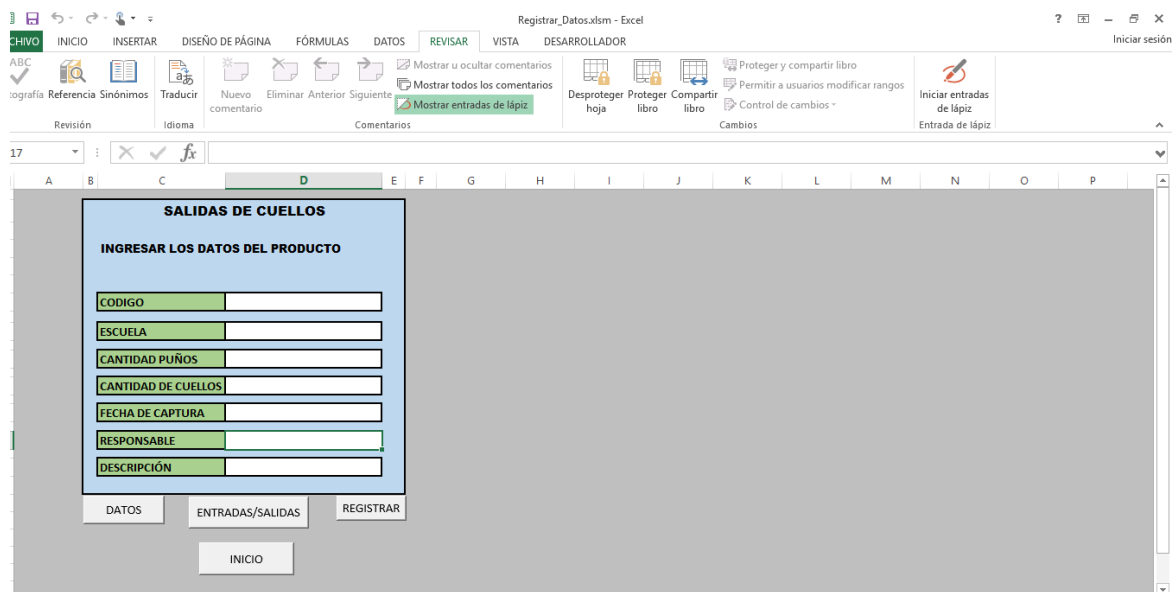 Registrar_Datos.xlsm - Excel
?
CHIVO INICIO INSERTAR DISEÑO DE PÁGINA FÓRMULAS DATOS REVISAR VISTA DESARROLLADOR Iniciar sesión
ABC
tografía Referencia Sinónimos
Revisión
Traducir
Idioma
Nuevo comentario Eliminar Anterior Siguiente
Mostrar u ocultar comentarios
Mostrar todos los comentarios
Mostrar entradas de lápiz
Comentarios
Desproteger hoja
Proteger libro
Compartir libro
Proteger y compartir libro
Permitir a usuarios modificar rangos
Control de cambios
Cambios
Iniciar entradas de lápiz
Entrada de lápiz
17 fx
A B C D E F G H I J K L M N O P
SALIDAS DE CUELLOS
INGRESAR LOS DATOS DEL PRODUCTO
CODIGO
ESCUELA
CANTIDAD PUÑOS
CANTIDAD DE CUELLOS
FECHA DE CAPTURA
RESPONSABLE
DESCRIPCIÓN
DATOS ENTRADAS/SALIDAS REGISTRAR
INICIO